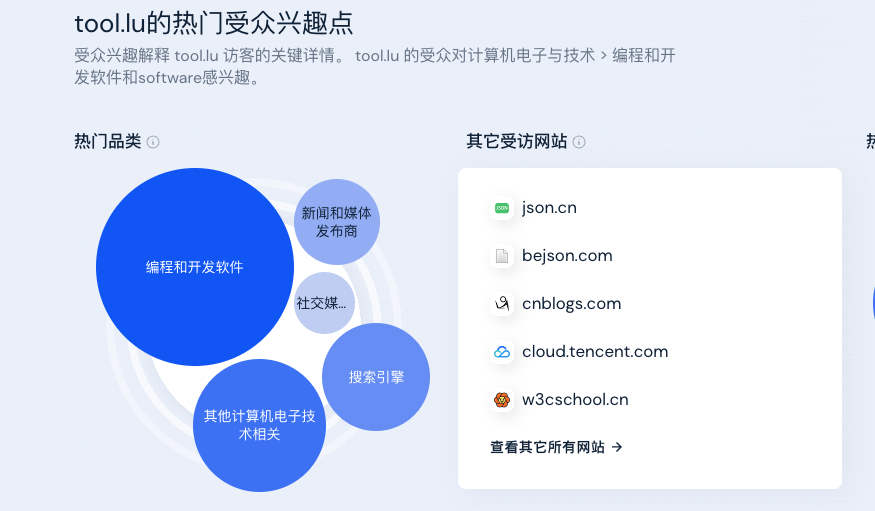 tool.lu的热门受众兴趣点
受众兴趣解释 tool.lu 访客的关键详情。 tool.lu 的受众对计算机电子与技术 > 编程和开
发软件和software感兴趣。
热门品类
编程和开发软件
新闻和媒体
发布商
社交媒...
搜索引擎
其他计算机电子技
术相关
其它受访网站
JSON
json.cn
bejson.com
cnblogs.com
cloud.tencent.com
w3cschool.cn
查看其它所有网站 →